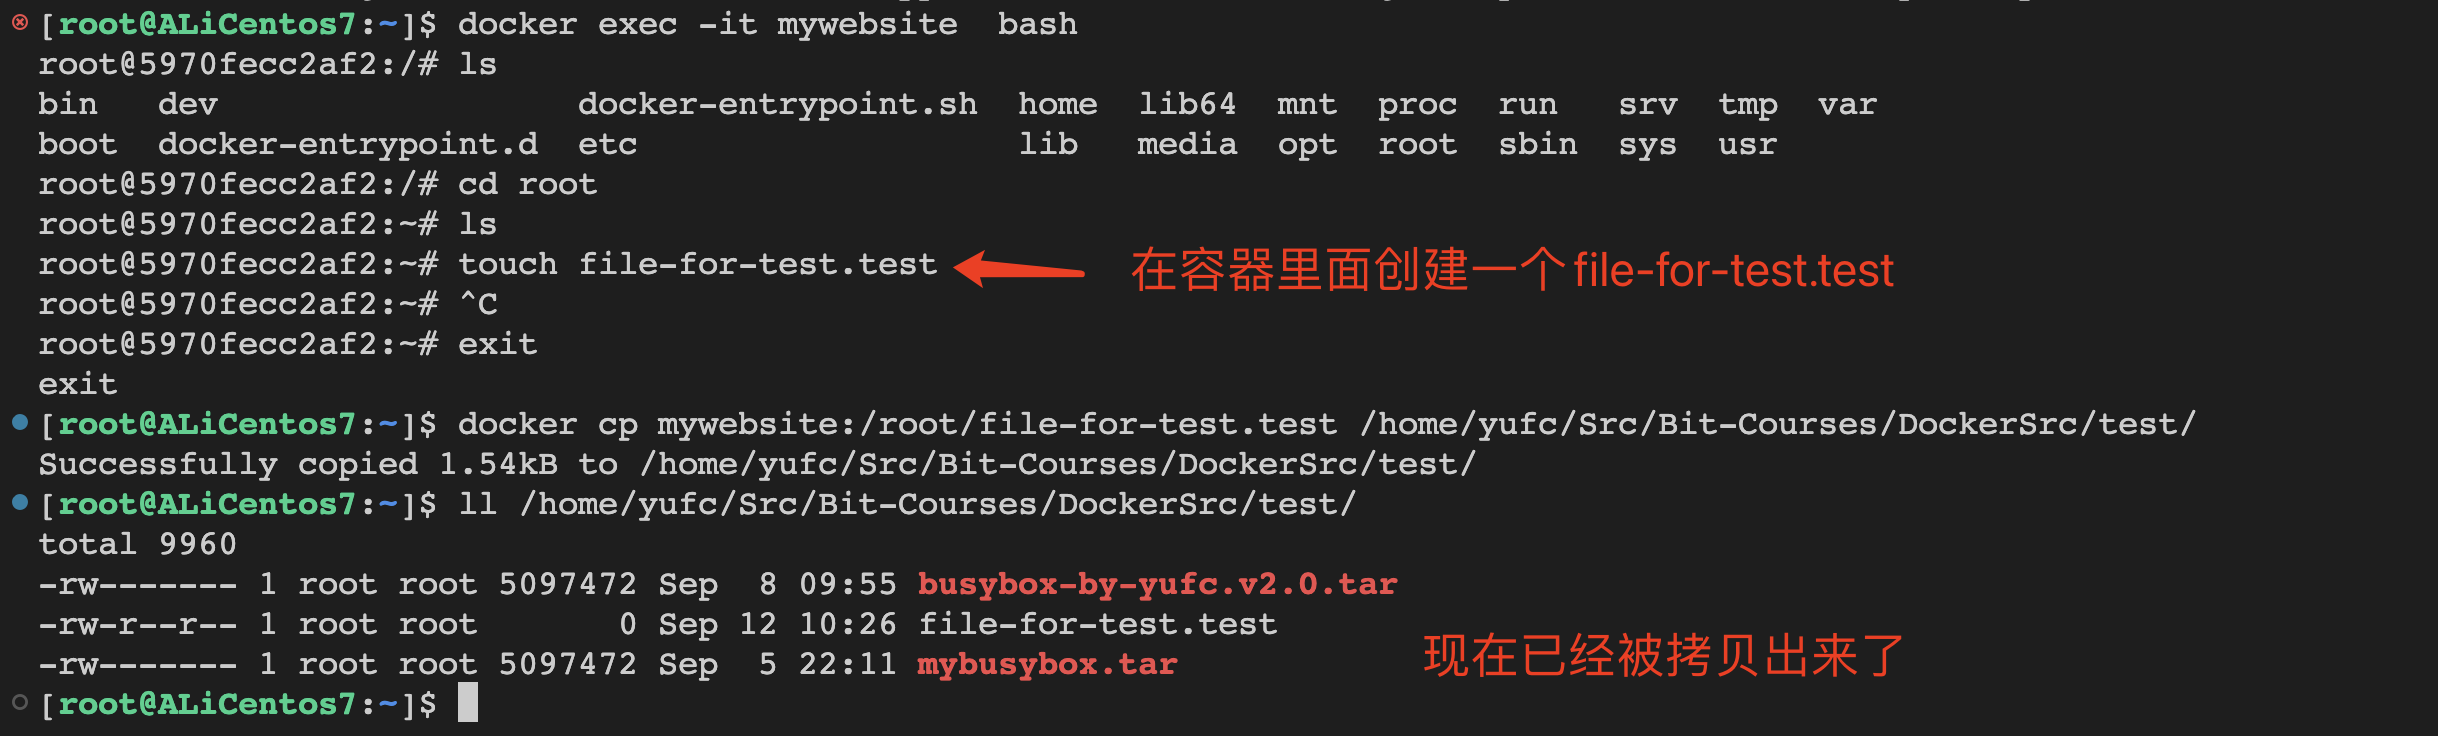 [root@ALiCentos7:~]$ docker exec -it mywebsite  bash
root@5970fecc2af2:/# ls
bin   dev                  docker-entrypoint.sh  home  lib64  mnt  proc  run   srv  tmp  var
boot  docker-entrypoint.d  etc                   lib   media  opt  root  sbin  sys  usr
root@5970fecc2af2:/# cd root
root@5970fecc2af2:~# ls
root@5970fecc2af2:~# touch file-for-test.test 在容器里面创建一个file-for-test.test
root@5970fecc2af2:~# ^C
root@5970fecc2af2:~# exit
exit
[root@ALiCentos7:~]$ docker cp mywebsite:/root/file-for-test.test /home/yufc/Src/Bit-Courses/DockerSrc/test/
Successfully copied 1.54kB to /home/yufc/Src/Bit-Courses/DockerSrc/test/
[root@ALiCentos7:~]$ ll /home/yufc/Src/Bit-Courses/DockerSrc/test/
total 9960
-rw------- 1 root root 5097472 Sep  8 09:55 busybox-by-yufc.v2.0.tar
-rw-r--r-- 1 root root       0 Sep 12 10:26 file-for-test.test
-rw------- 1 root root 5097472 Sep  5 22:11 mybusybox.tar 现在已经被拷贝出来了
[root@ALiCentos7:~]$